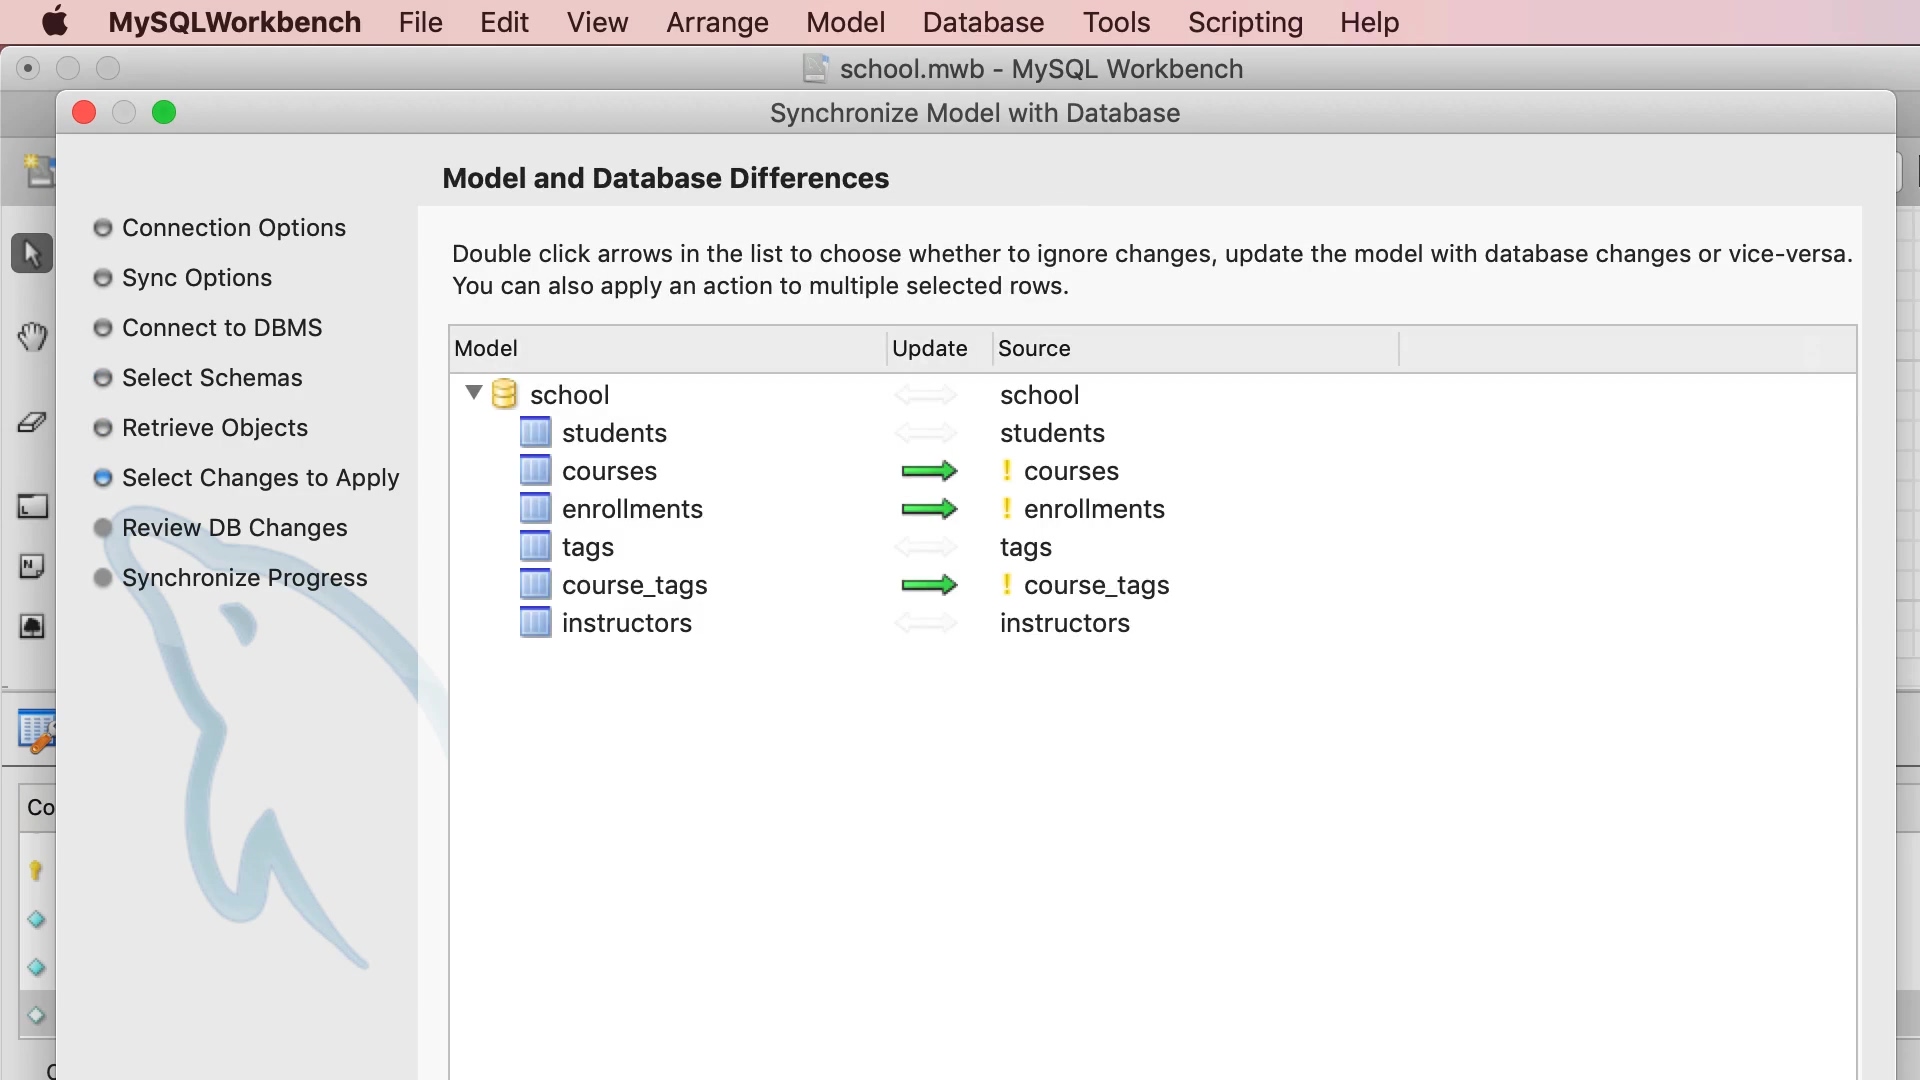 MySQLWorkbench File Edit View Arrange Model Database Tools Scripting Help
school.mwb - MySQL Workbench
Synchronize Model with Database
Model and Database Differences
Connection Options
Sync Options
Connect to DBMS
Select Schemas
Retrieve Objects
Select Changes to Apply
Review DB Changes
Synchronize Progress
Double click arrows in the list to choose whether to ignore changes, update the model with database changes or vice-versa.
You can also apply an action to multiple selected rows.
Model Update Source
school school
students students
courses ! courses
enrollments ! enrollments
tags tags
course_tags ! course_tags
instructors instructors
Co